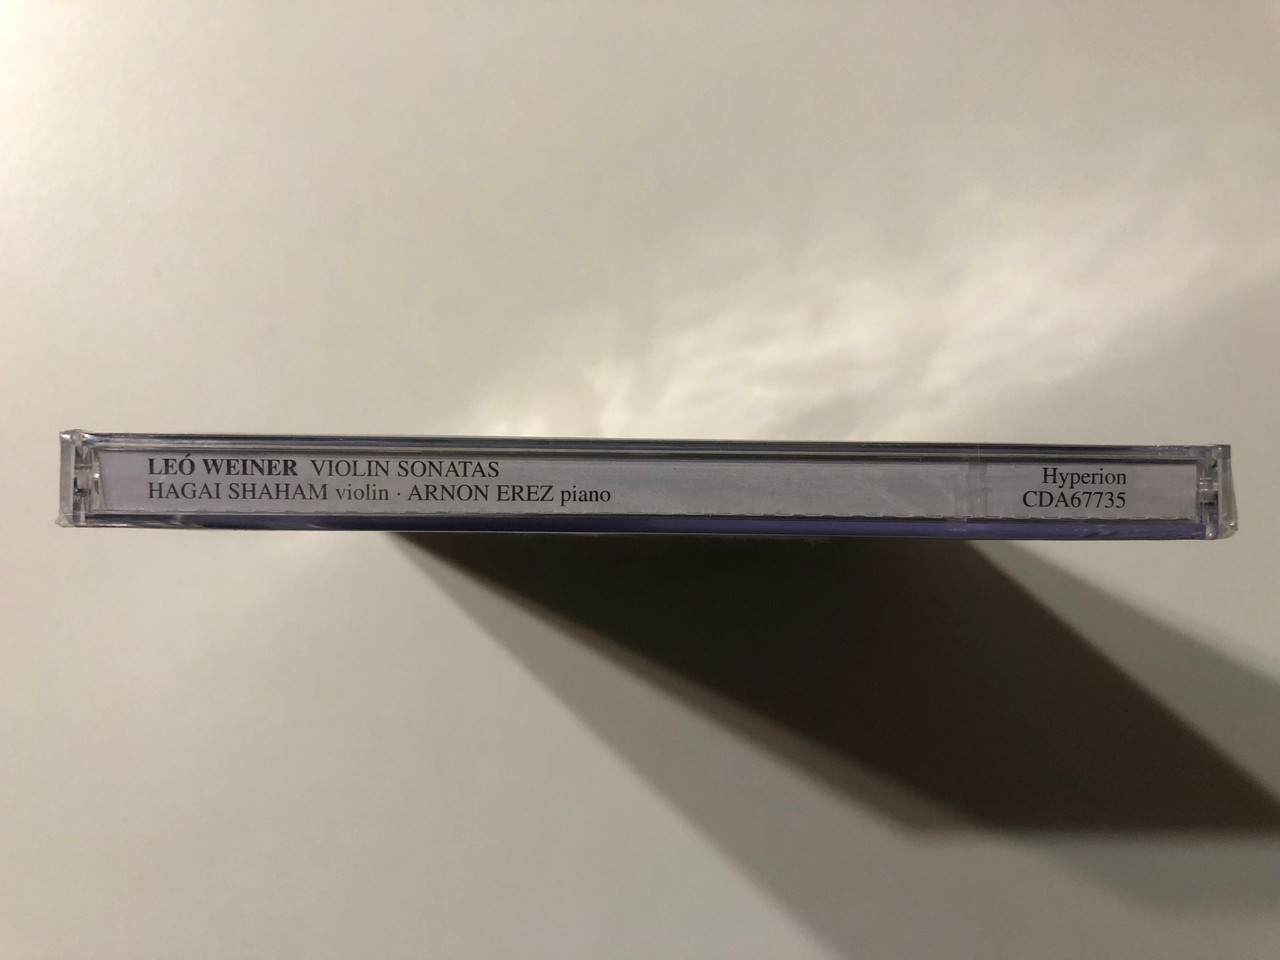 LEÓ WEINER VIOLIN SONATAS
HAGAI SHAHAM violin · ARNON EREZ piano
Hyperion
CDA67735